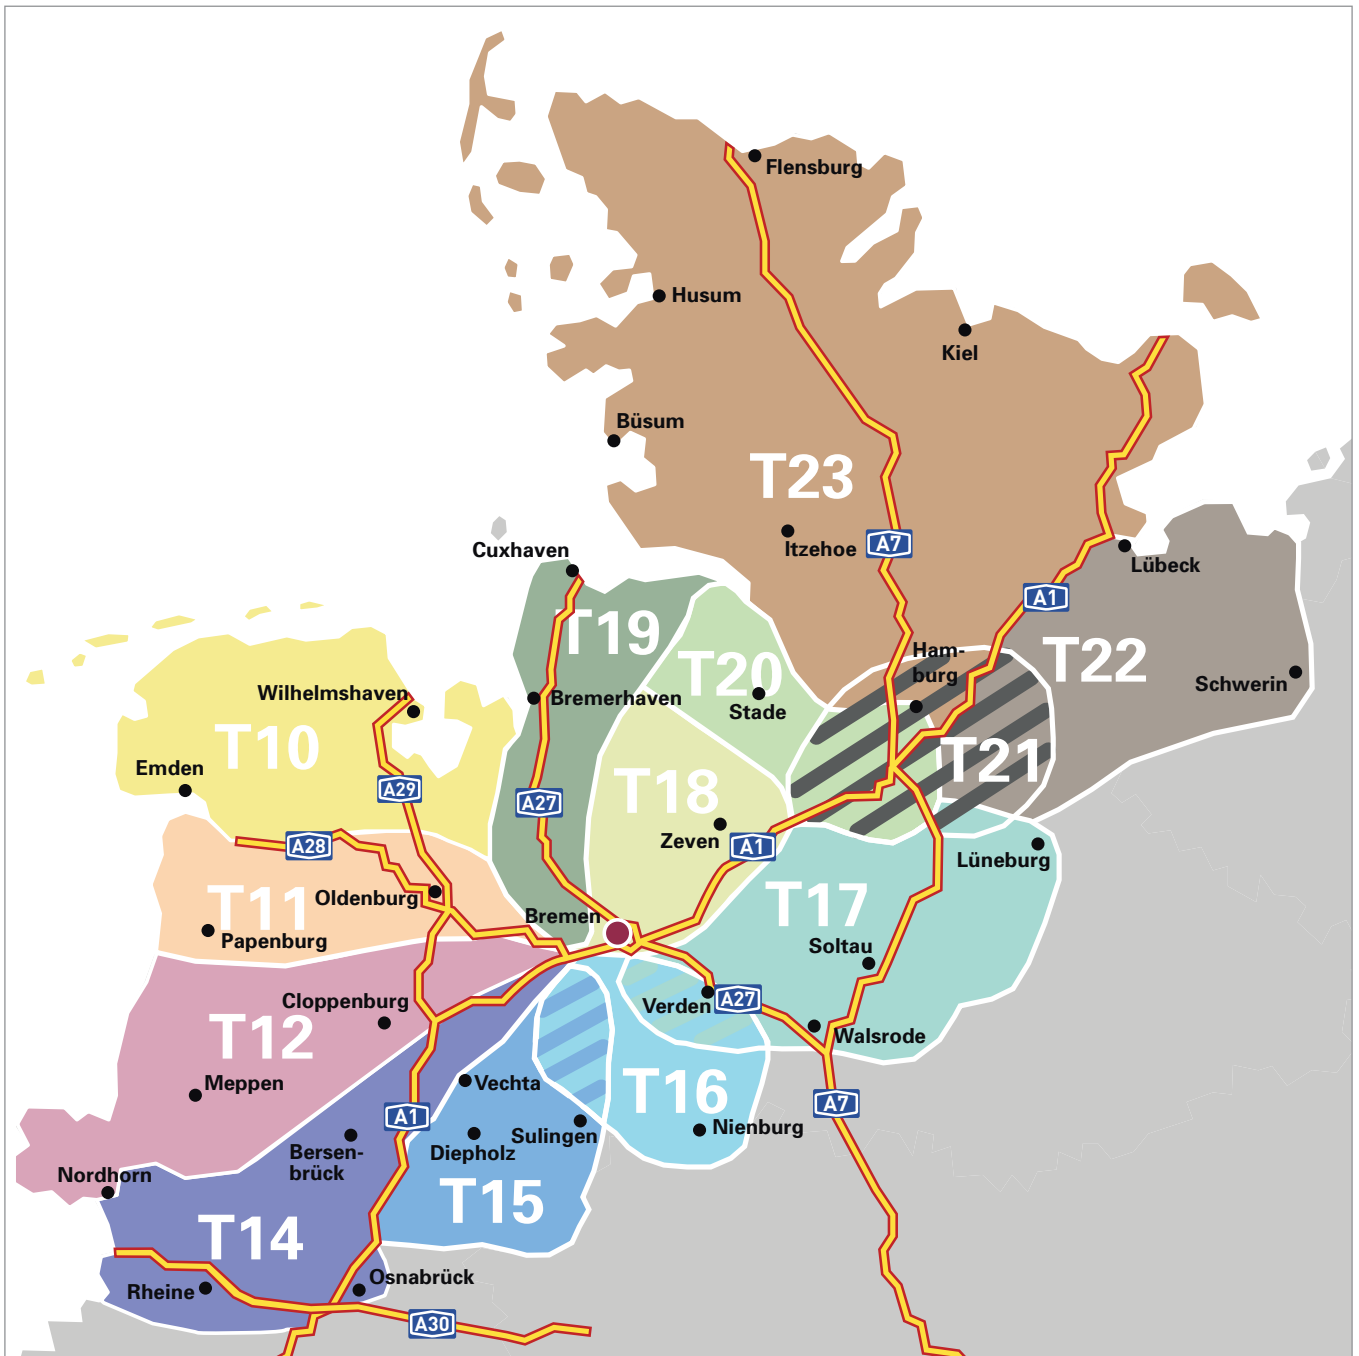 Flensburg
Husum
Kiel
Büsum
T23
Itzehoe
A7
Cuxhaven
Lübeck
A1
T19
Ham-
burg
T22
T20
Schwerin
Wilhelmshaven
Bremerhaven
Stade
T10
T21
Emden
T18
A29
A27
Zeven
A28
A1
Lüneburg
T11
Oldenburg
T17
Bremen
Papenburg
Soltau
Cloppenburg
Verden
A27
T12
Walsrode
Meppen
Vechta
T16
A7
A1
Nienburg
Bersen-
brück
Diepholz
Sulingen
Nordhorn
T15
T14
Osnabrück
Rheine
A30